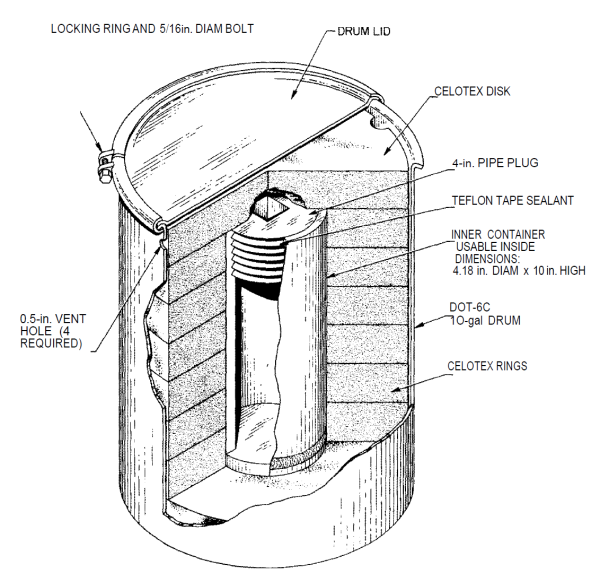 LOCKING RING AND 5/16in. DIAM BOLT
DRUM LID
CELOTEX DISK
4-in. PIPE PLUG
TEFLON TAPE SEALANT
INNER CONTAINER
USABLE INSIDE
DIMENSIONS:
4.18 in. DIAM x 10 in. HIGH
0.5-in. VENT
HOLE (4
REQUIRED)
DOT-6C
10-gal DRUM
CELOTEX RINGS